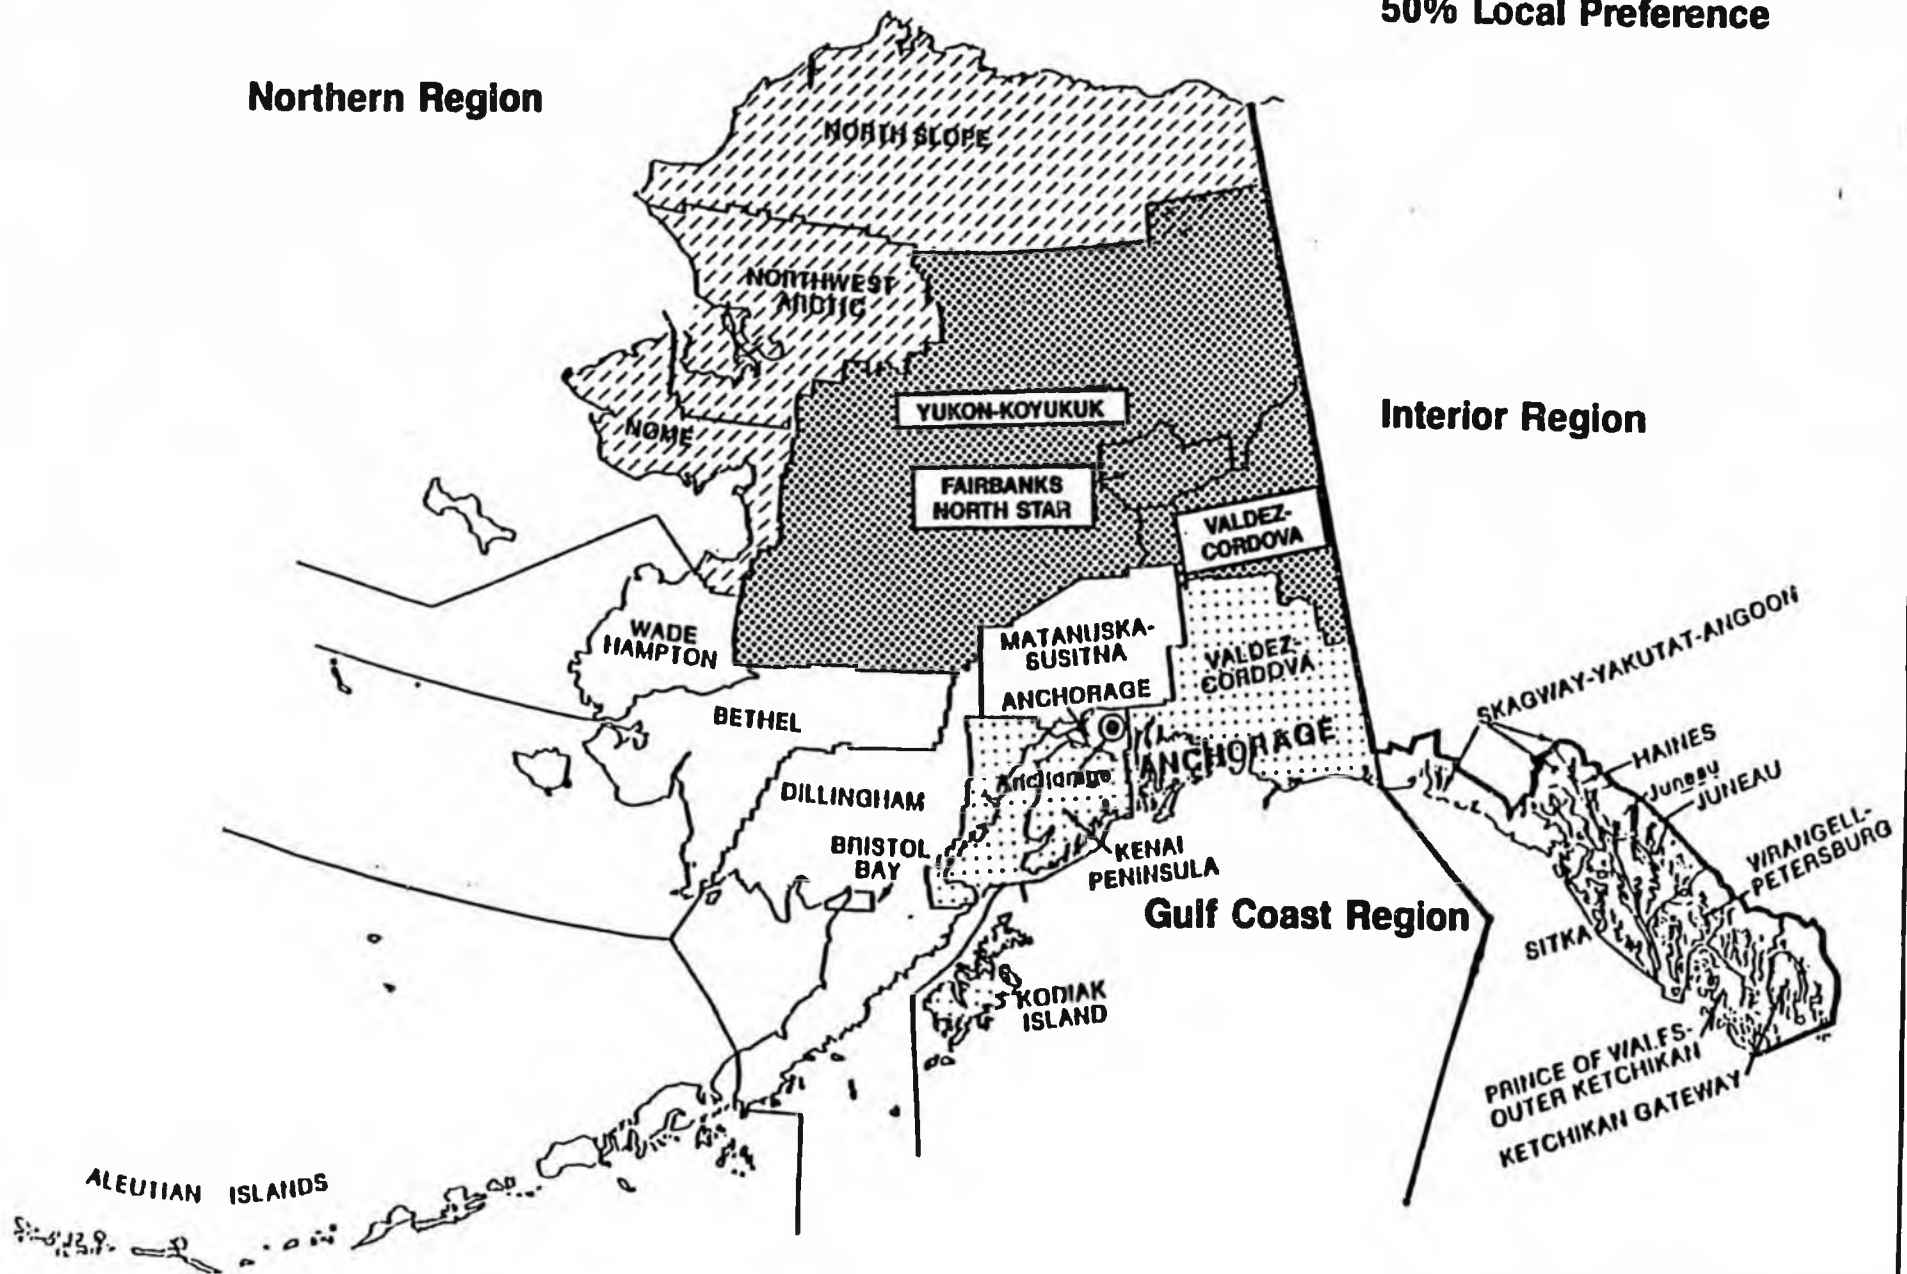 50% Local Preference
Northern Region
NORTH SLOPE
NORTHWEST
ARCTIC
NOME
YUKON-KOYUKUK
Interior Region
FAIRBANKS
NORTH STAR
VALDEZ-
CORDOVA
WADE
HAMPTON
MATANUSKA-
SUSITNA
VALDEZ-
CORDOVA
ANCHORAGE
BETHEL
ANCHORAGE
Anchorage
DILLINGHAM
BRISTOL
BAY
KENAI
PENINSULA
Gulf Coast Region
KODIAK
ISLAND
ALEUTIAN ISLANDS
SKAGWAY-YAKUTAT-ANGOON
HAINES
Juneau
JUNEAU
WRANGELL-
PETERSBURG
SITKA
PRINCE OF WALES-
OUTER KETCHIKAN
KETCHIKAN GATEWAY